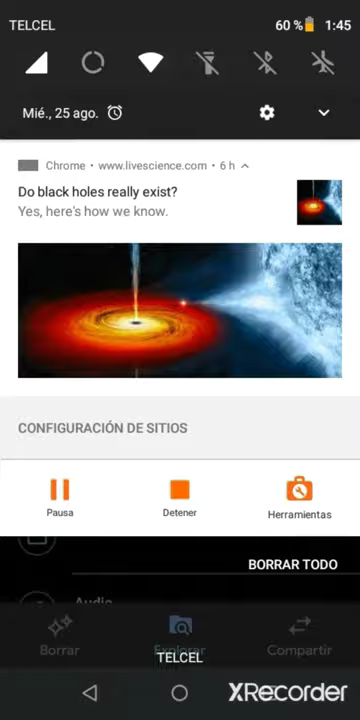 TELCEL 60 % 1:45
Mié., 25 ago.
Chrome • www.livescience.com • 6 h
Do black holes really exist?
Yes, here's how we know.
CONFIGURACIÓN DE SITIOS
Pausa Detener Herramientas
BORRAR TODO
Audio
Borrar Explorar Compartir
TELCEL
XRecorder